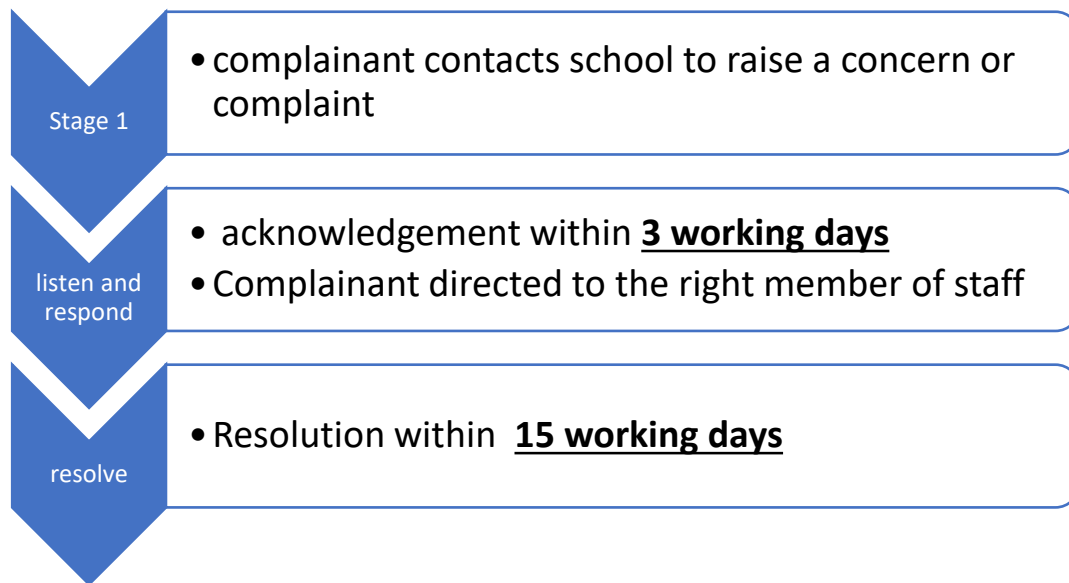 Stage 1
• complainant contacts school to raise a concern or
complaint
listen and
respond
• acknowledgement within 3 working days
• Complainant directed to the right member of staff
resolve
• Resolution within 15 working days